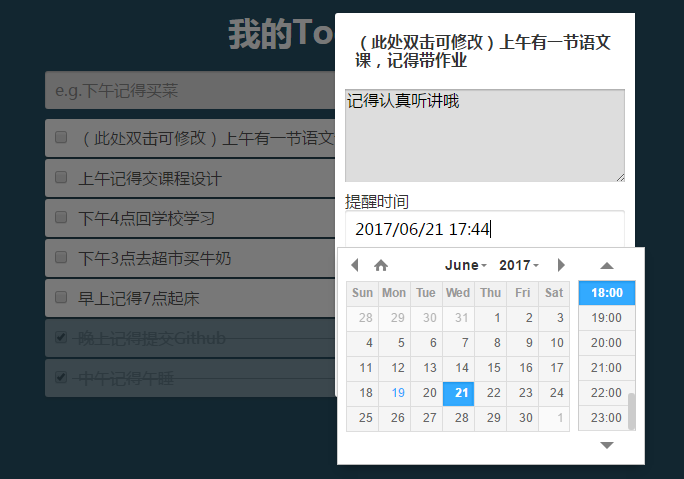 我的To
e.g.下午记得买菜
（此处双击可修改）上午有一节语文
上午记得交课程设计
下午4点回学校学习
下午3点去超市买牛奶
早上记得7点起床
晚上记得提交Github
中午记得午睡
（此处双击可修改）上午有一节语文
课，记得带作业
记得认真听讲哦
提醒时间
2017/06/21 17:44
June 2017
Sun Mon Tue Wed Thu Fri Sat
28 29 30 31 1 2 3
4 5 6 7 8 9 10
11 12 13 14 15 16 17
18 19 20 21 22 23 24
25 26 27 28 29 30 1
18:00
19:00
20:00
21:00
22:00
23:00